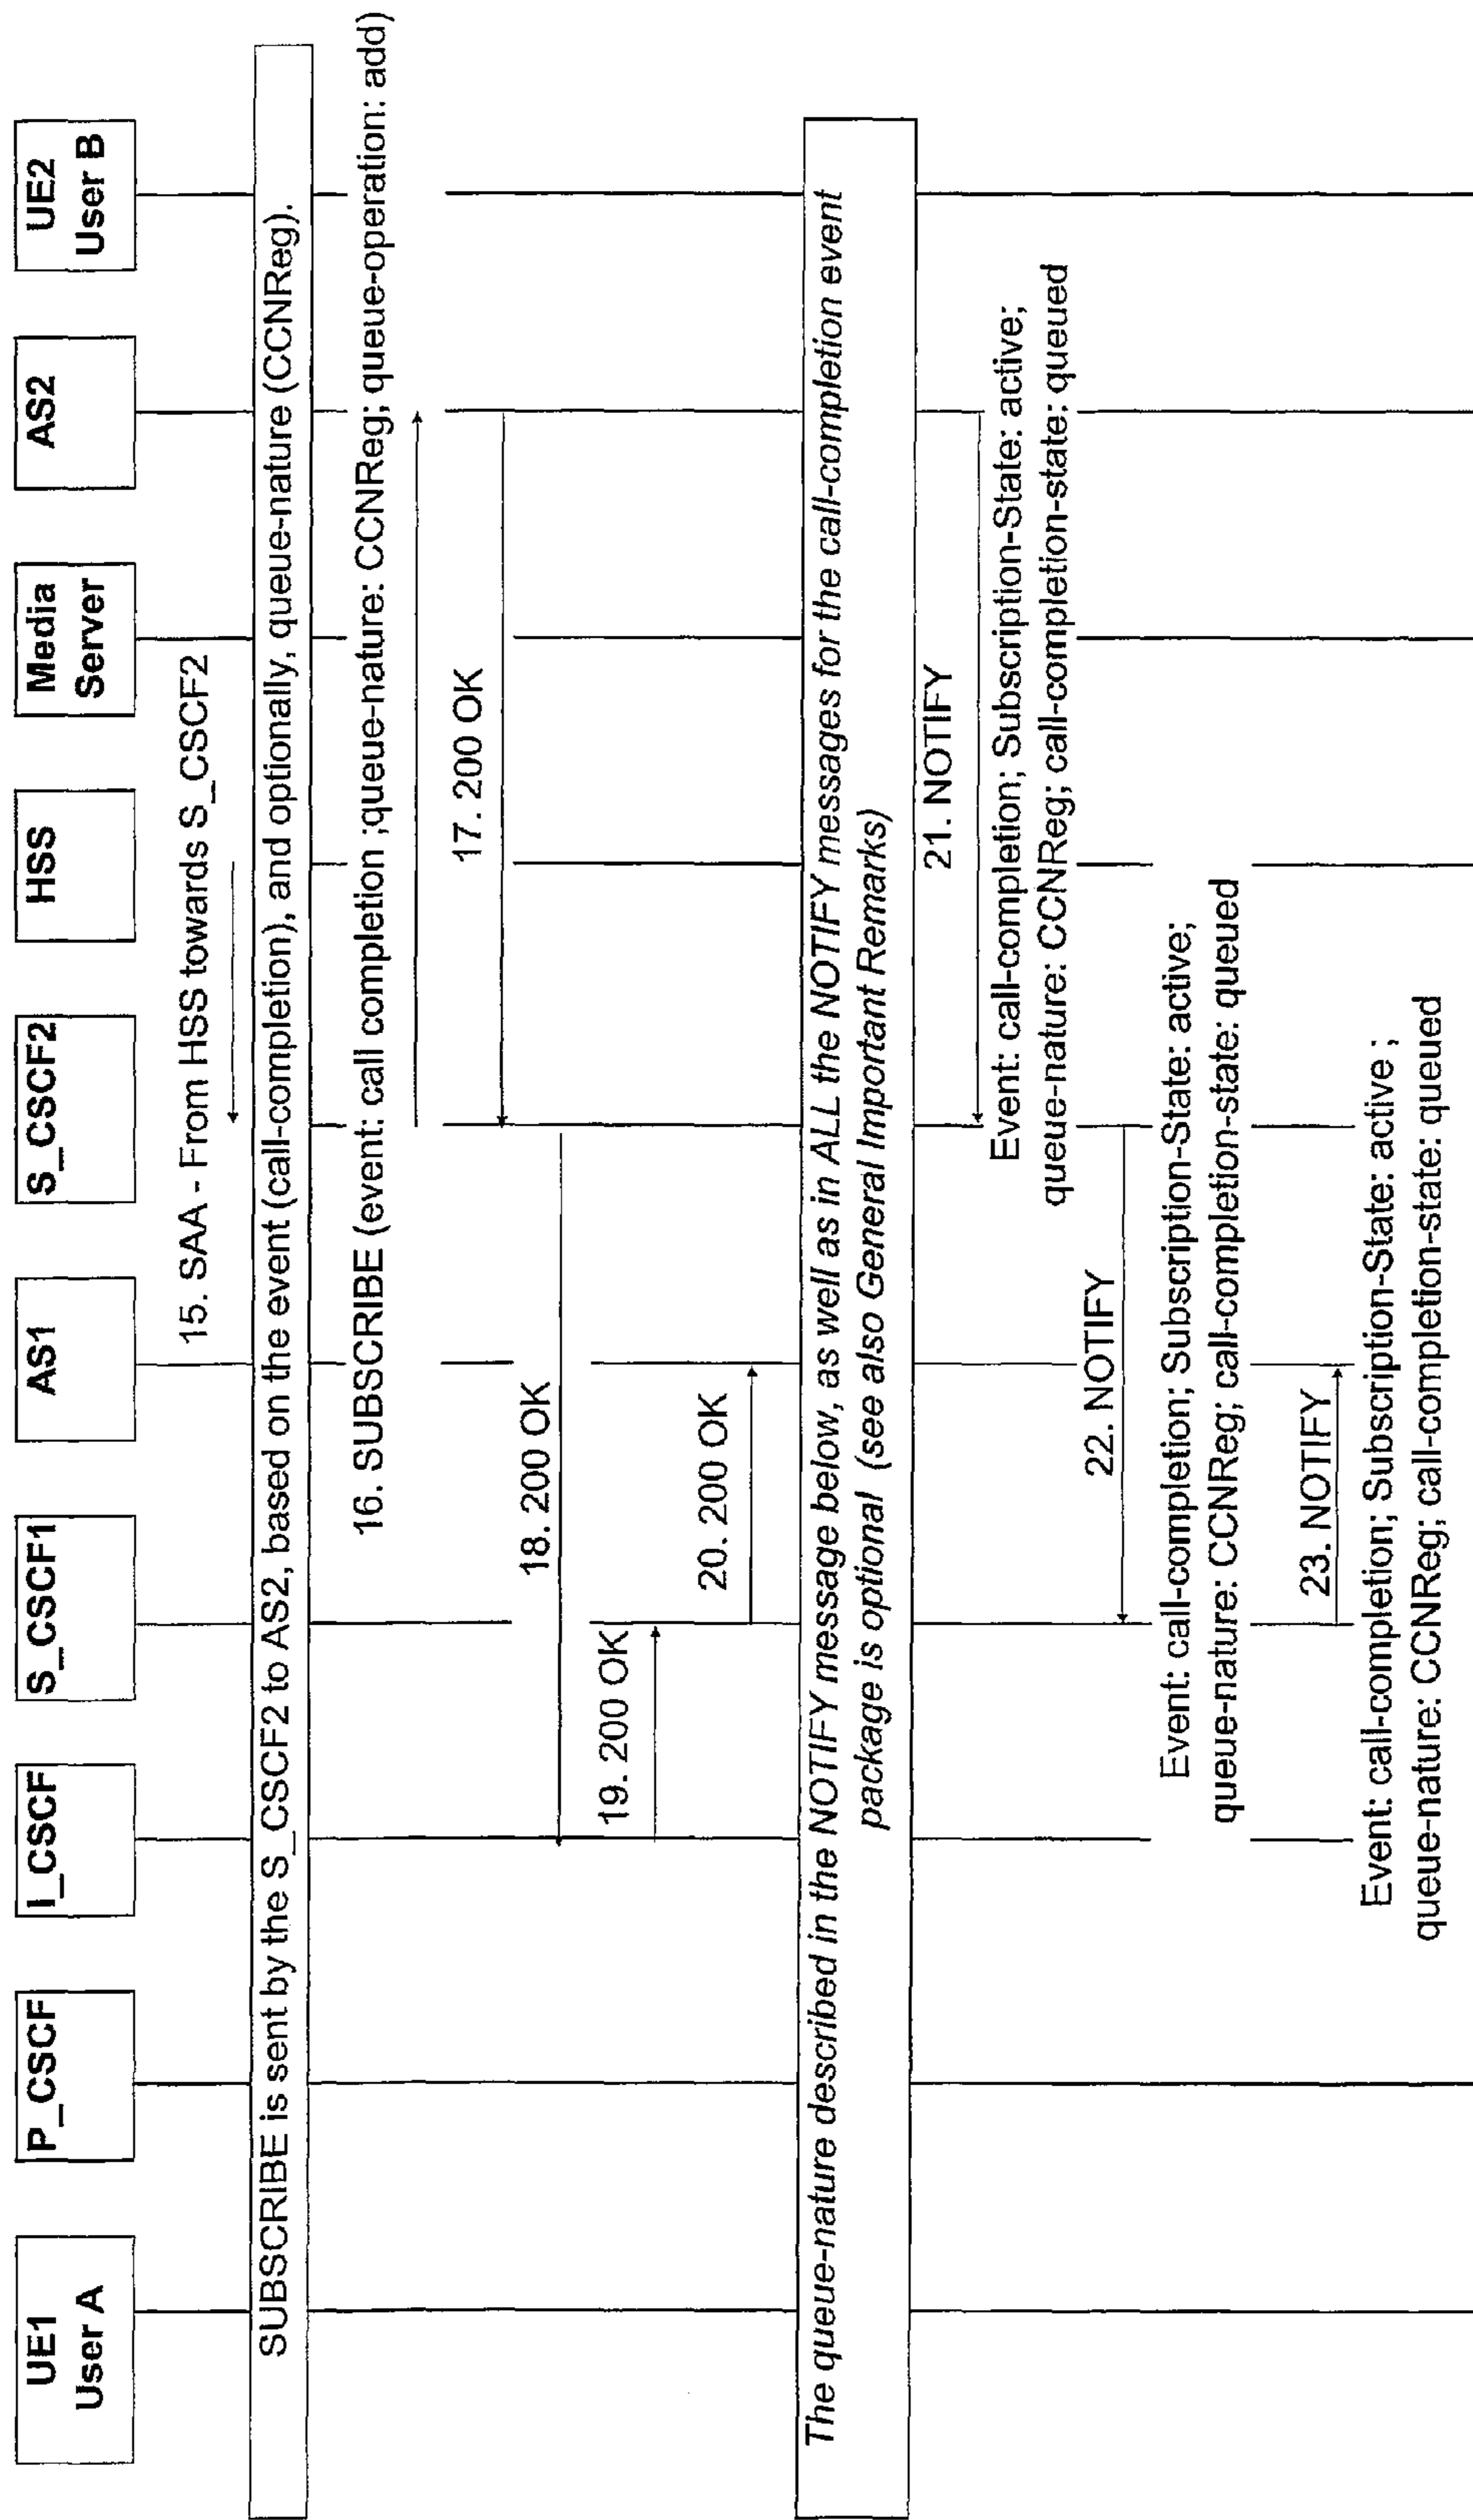 UE1
User A
P_CSCF
I_CSCF
S_CSCF1
AS1
S_CSCF2
HSS
Media
Server
AS2
UE2
User B
15. SAA - From HSS towards S_CSCF2
SUBSCRIBE is sent by the S_CSCF2 to AS2, based on the event (call-completion), and optionally, queue-nature (CCNReg).
16. SUBSCRIBE (event: call completion ;queue-nature: CCNReg; queue-operation: add)
17. 200 OK
18. 200 OK
19. 200 OK
20. 200 OK
The queue-nature described in the NOTIFY message below, as well as in ALL the NOTIFY messages for the call-completion event
package is optional (see also General Important Remarks)
21. NOTIFY
Event: call-completion; Subscription-State: active;
queue-nature: CCNReg; call-completion-state: queued
22. NOTIFY
Event: call-completion; Subscription-State: active;
queue-nature: CCNReg; call-completion-state: queued
23. NOTIFY
Event: call-completion; Subscription-State: active ;
queue-nature: CCNReg; call-completion-state: queued